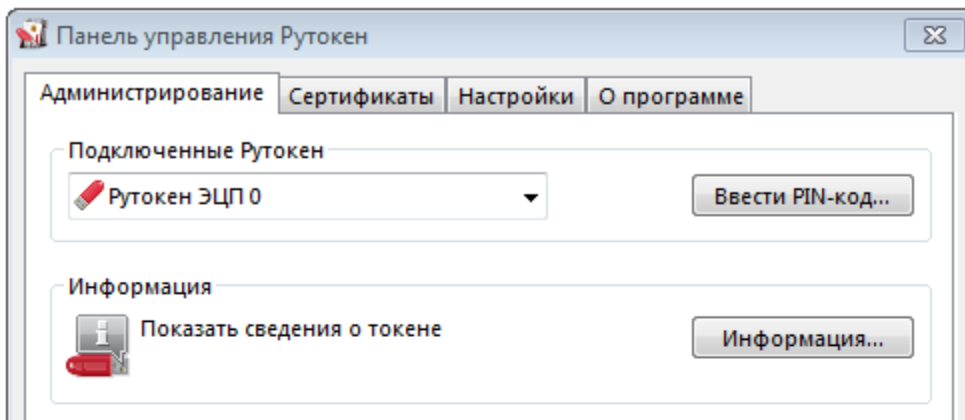 Панель управления Рутокен
Администрирование Сертификаты Настройки О программе
Подключенные Рутокен
Рутокен ЭЦП 0 Ввести PIN-код...
Информация
Показать сведения о токене
Информация...